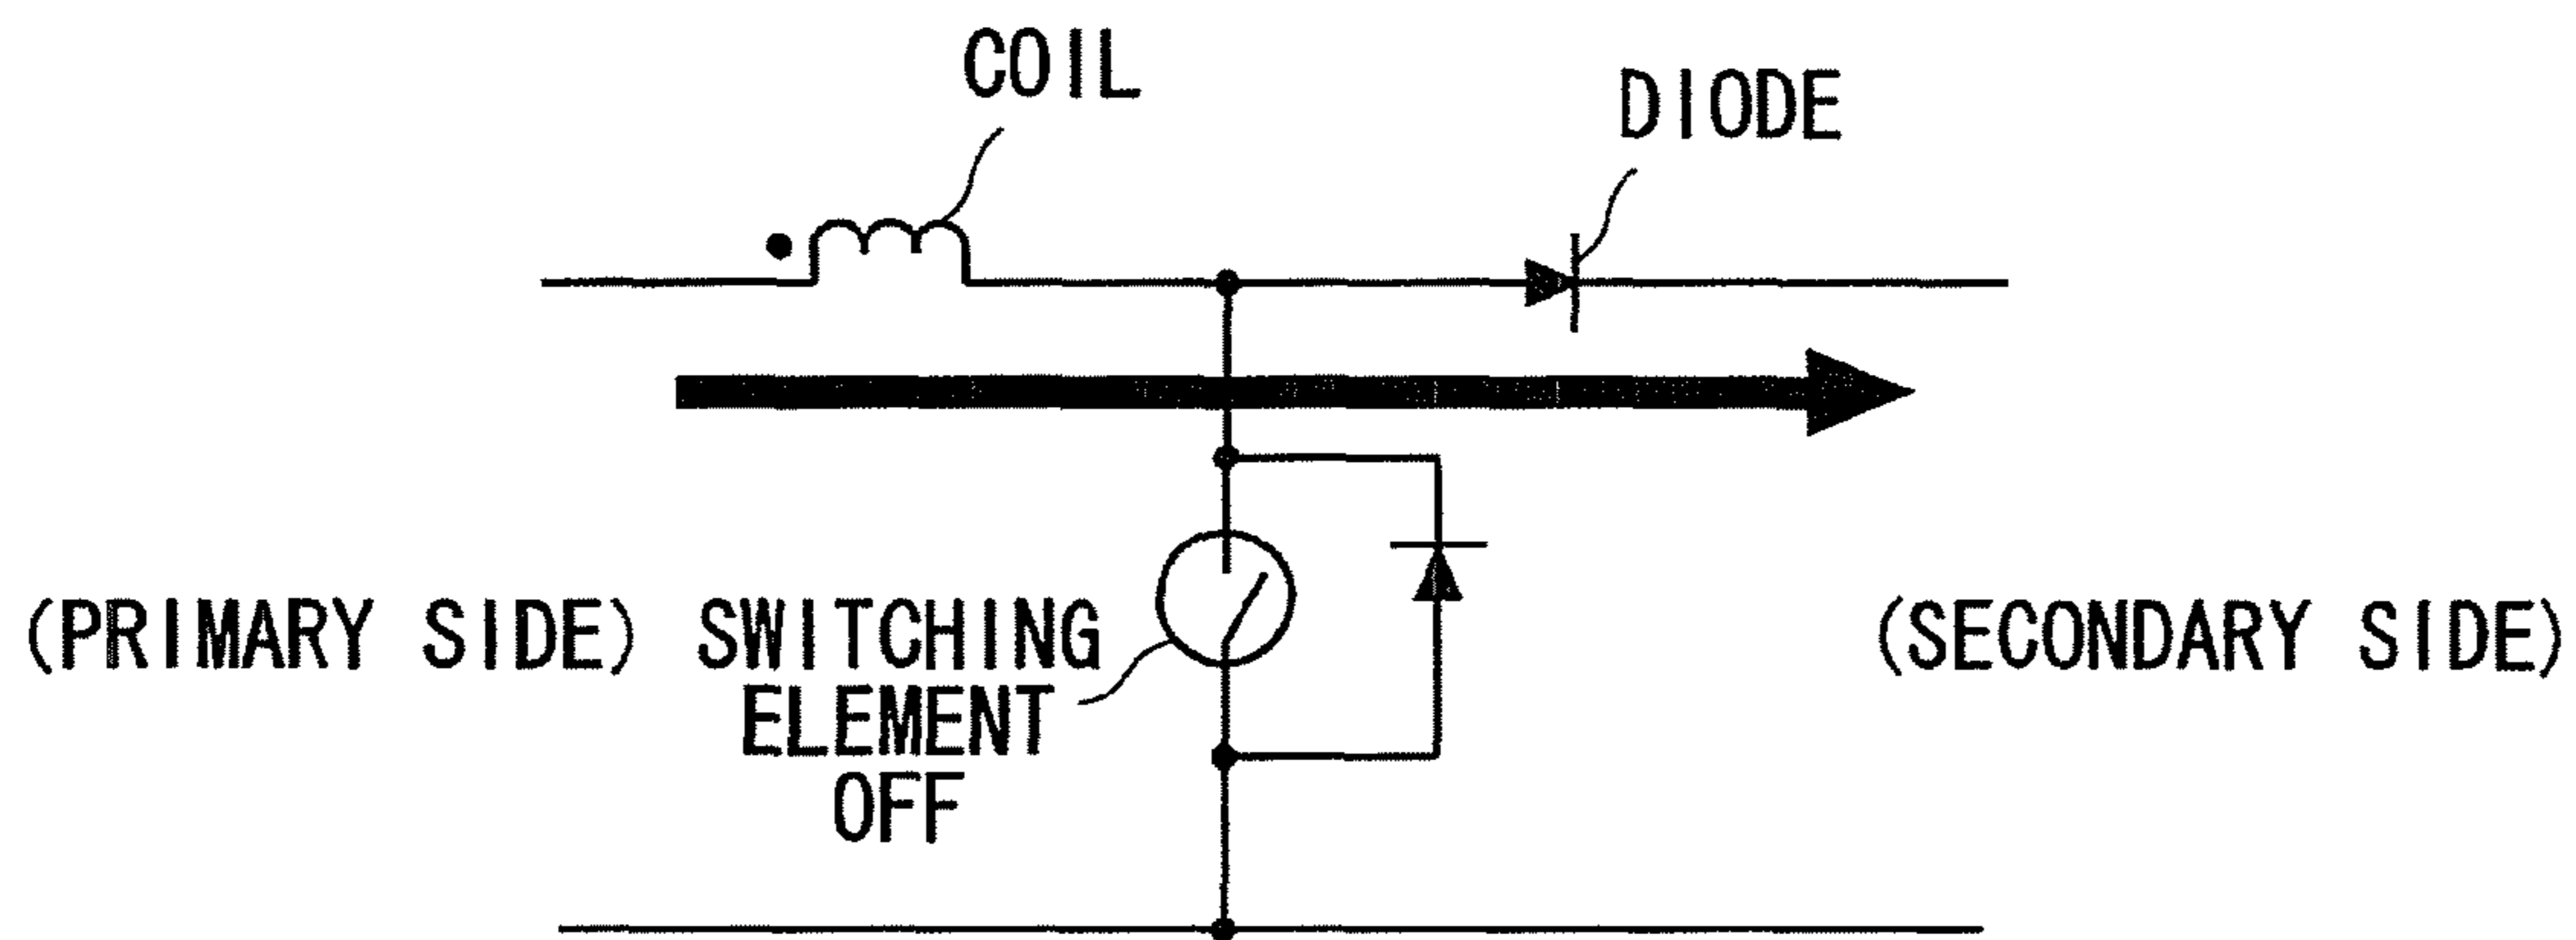 COIL
DIODE
(PRIMARY SIDE)
SWITCHING
ELEMENT
OFF
(SECONDARY SIDE)